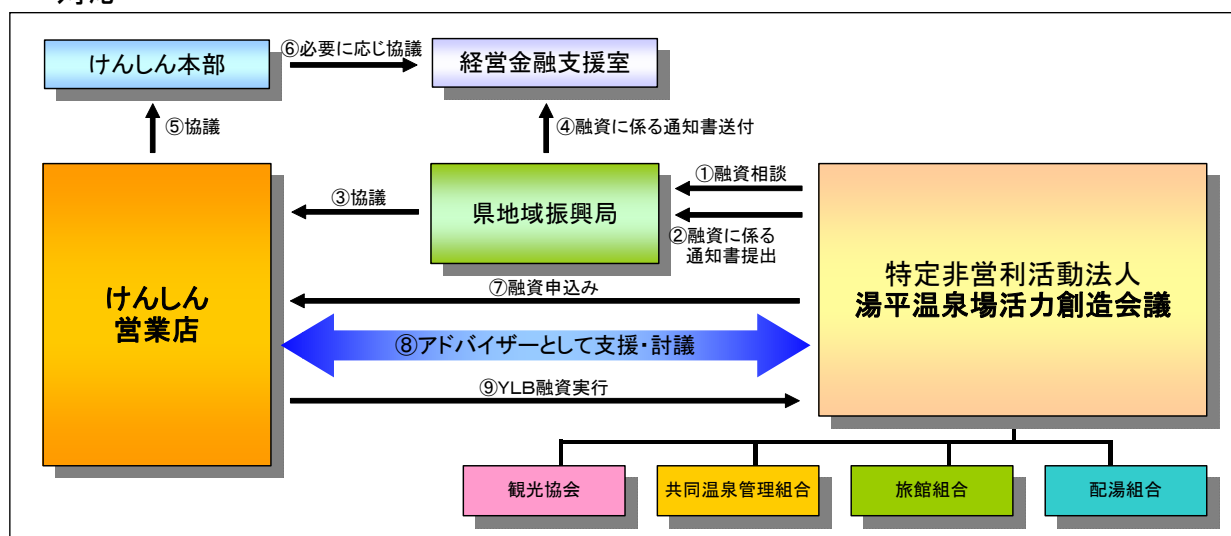 けんしん本部
⑥必要に応じ協議
経営金融支援室
⑤協議
④融資に係る通知書送付
けんしん
営業店
③協議
県地域振興局
①融資相談
②融資に係る
通知書提出
特定非営利活動法人
湯平温泉場活力創造会議
⑦融資申込み
⑧アドバイザーとして支援・討議
⑨YLB融資実行
観光協会
共同温泉管理組合
旅館組合
配湯組合